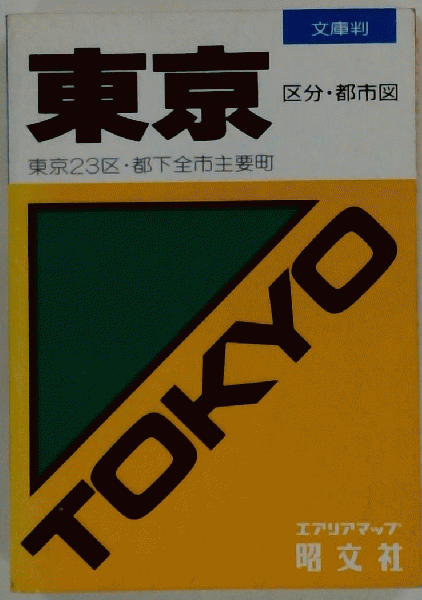 文庫判
東京
区分・都市図
東京23区・都下全市主要町
TOKYO
エアリアマップ
昭文社